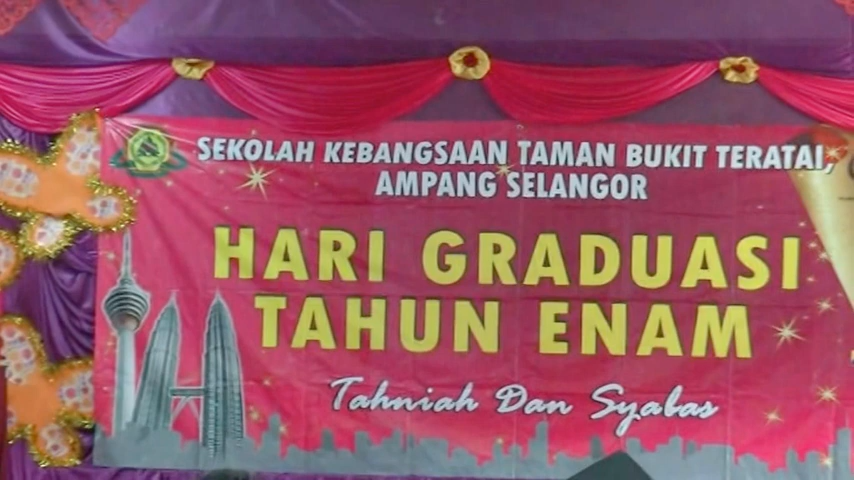 SEKOLAH KEBANGSAAN TAMAN BUKIT TERATAI,
AMPANG SELANGOR
HARI GRADUASI
TAHUN ENAM
Tahniah Dan Syabas